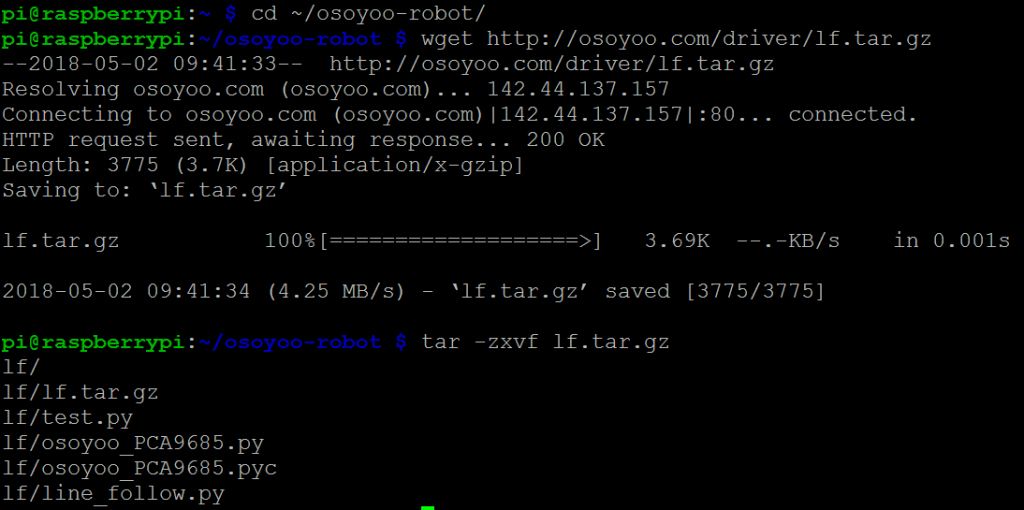 pi@raspberrypi:~ $ cd ~/osoyoo-robot/
pi@raspberrypi:~/osoyoo-robot $ wget http://osoyoo.com/driver/lf.tar.gz
--2018-05-02 09:41:33--  http://osoyoo.com/driver/lf.tar.gz
Resolving osoyoo.com (osoyoo.com)... 142.44.137.157
Connecting to osoyoo.com (osoyoo.com)|142.44.137.157|:80... connected.
HTTP request sent, awaiting response... 200 OK
Length: 3775 (3.7K) [application/x-gzip]
Saving to: ‘lf.tar.gz’
lf.tar.gz           100%[===================>]   3.69K  --.-KB/s    in 0.001s
2018-05-02 09:41:34 (4.25 MB/s) - ‘lf.tar.gz’ saved [3775/3775]
pi@raspberrypi:~/osoyoo-robot $ tar -zxvf lf.tar.gz
lf/
lf/lf.tar.gz
lf/test.py
lf/osoyoo_PCA9685.py
lf/osoyoo_PCA9685.pyc
lf/line_follow.py